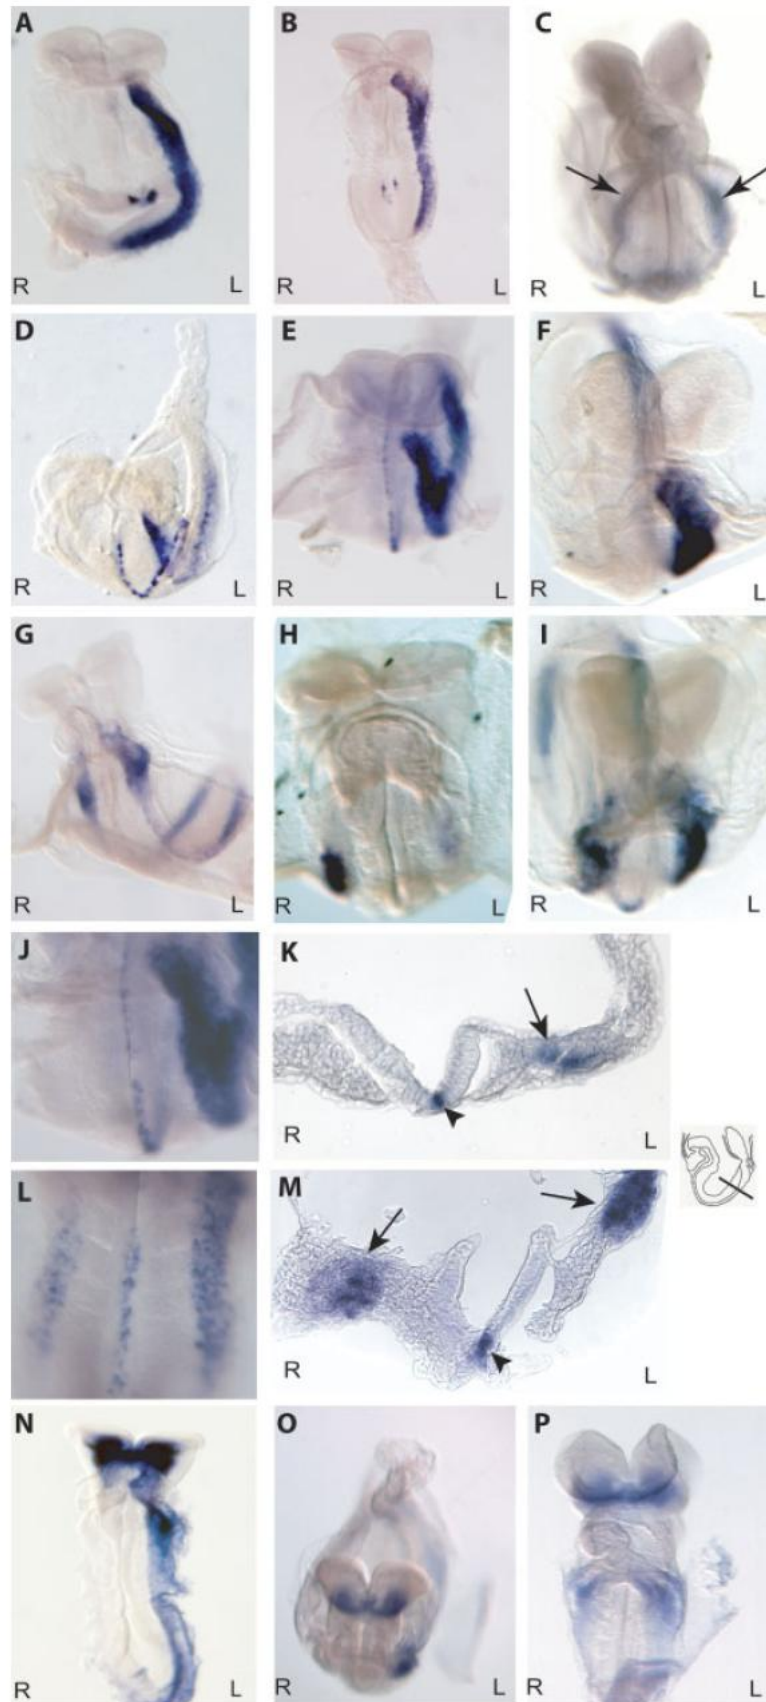 A B C
R L R L R L
D E F
R L R L R L
G H I
R L R L R L
J K
R L
L M
R L
N O P
R L R L R L